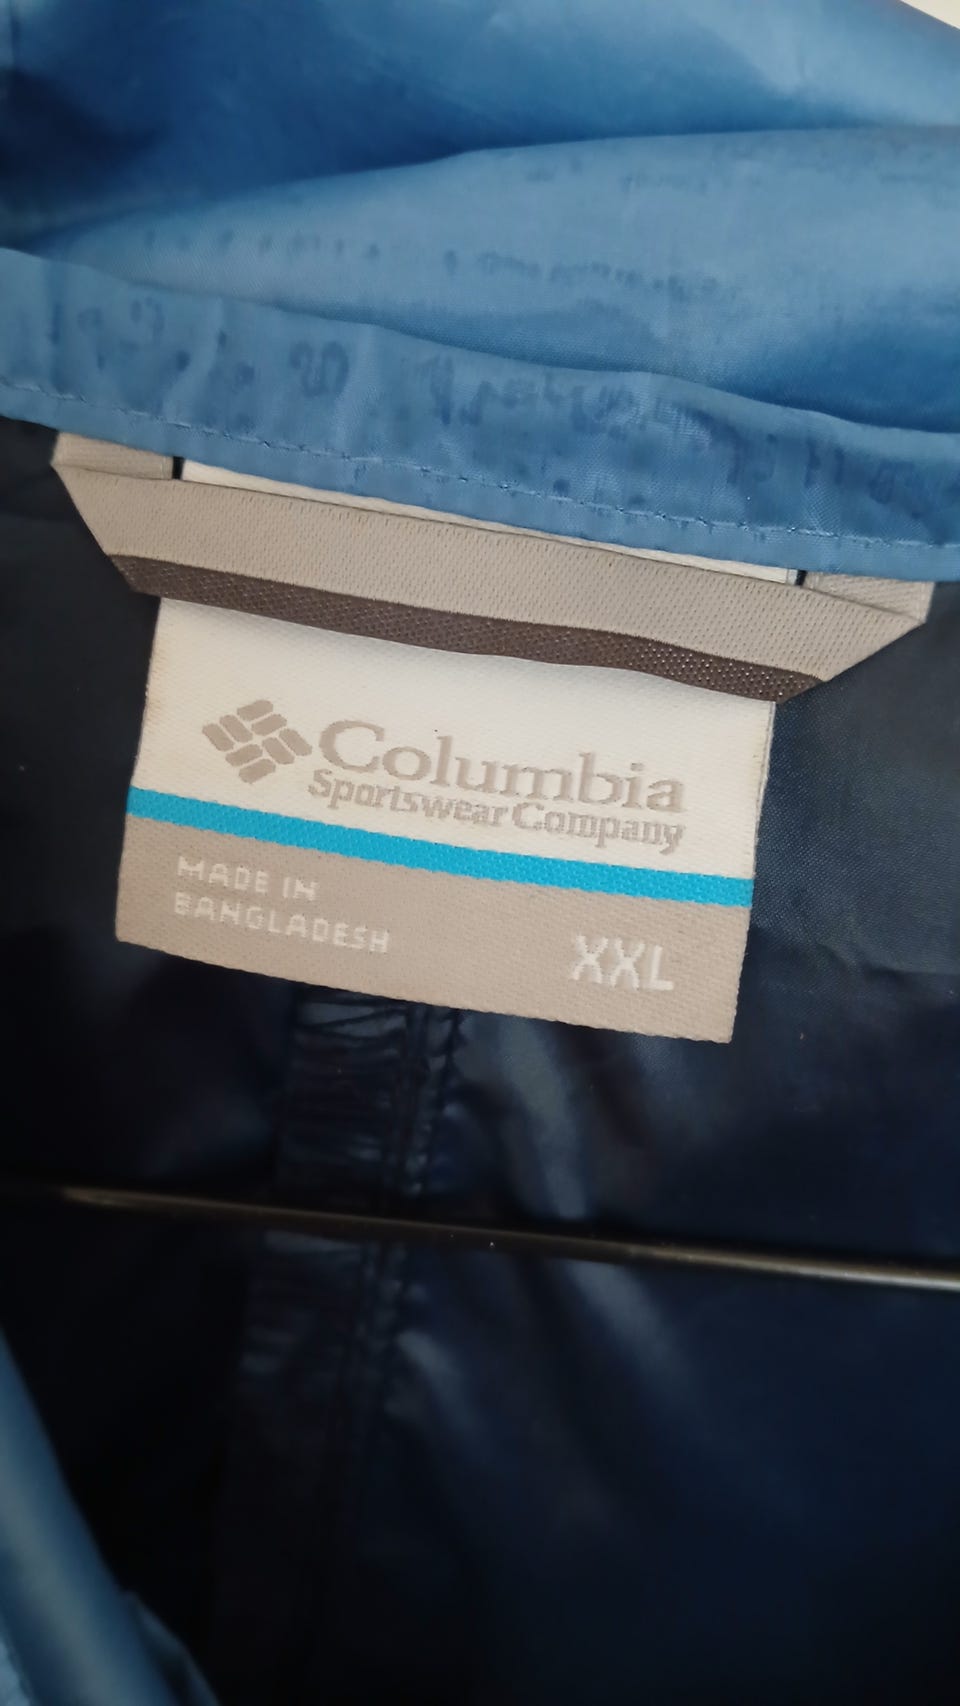 Columbia
Sportswear Company
MADE IN
BANGLADESH
XXL